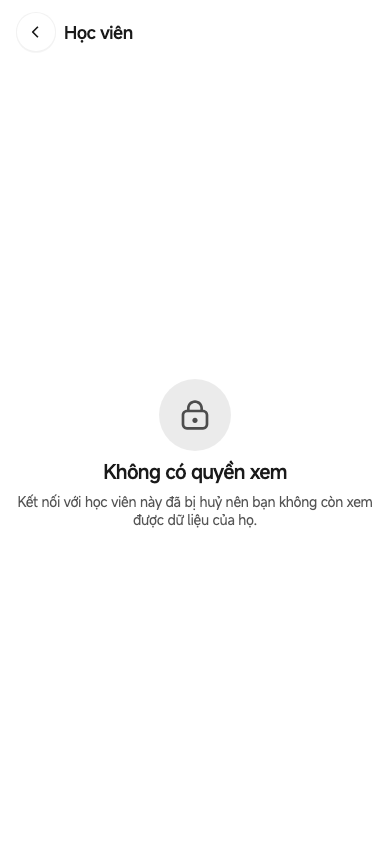 Học viên
Không có quyền xem
Kết nối với học viên này đã bị huỷ nên bạn không còn xem
được dữ liệu của họ.